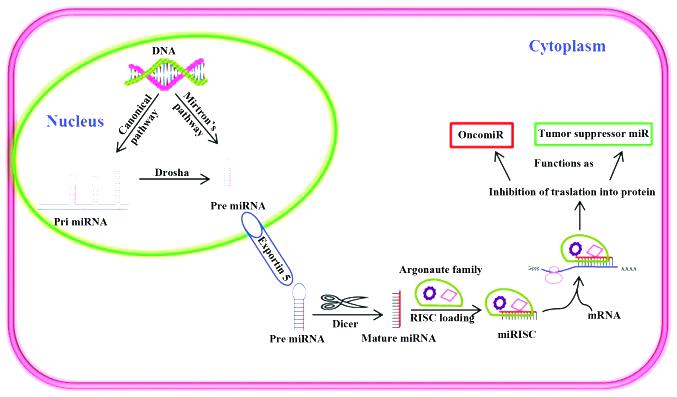 Cytoplasm
DNA
Nucleus
Canonical
pathway
Mirtron's
pathway
OncomiR
Tumor suppressor miR
Functions as
Drosha
Inhibition of traslation into protein
Pri miRNA
Pre miRNA
Exportin 5
Argonaute family
AAAA
Dicer
RISC loading
mRNA
Pre miRNA
Mature miRNA
miRISC